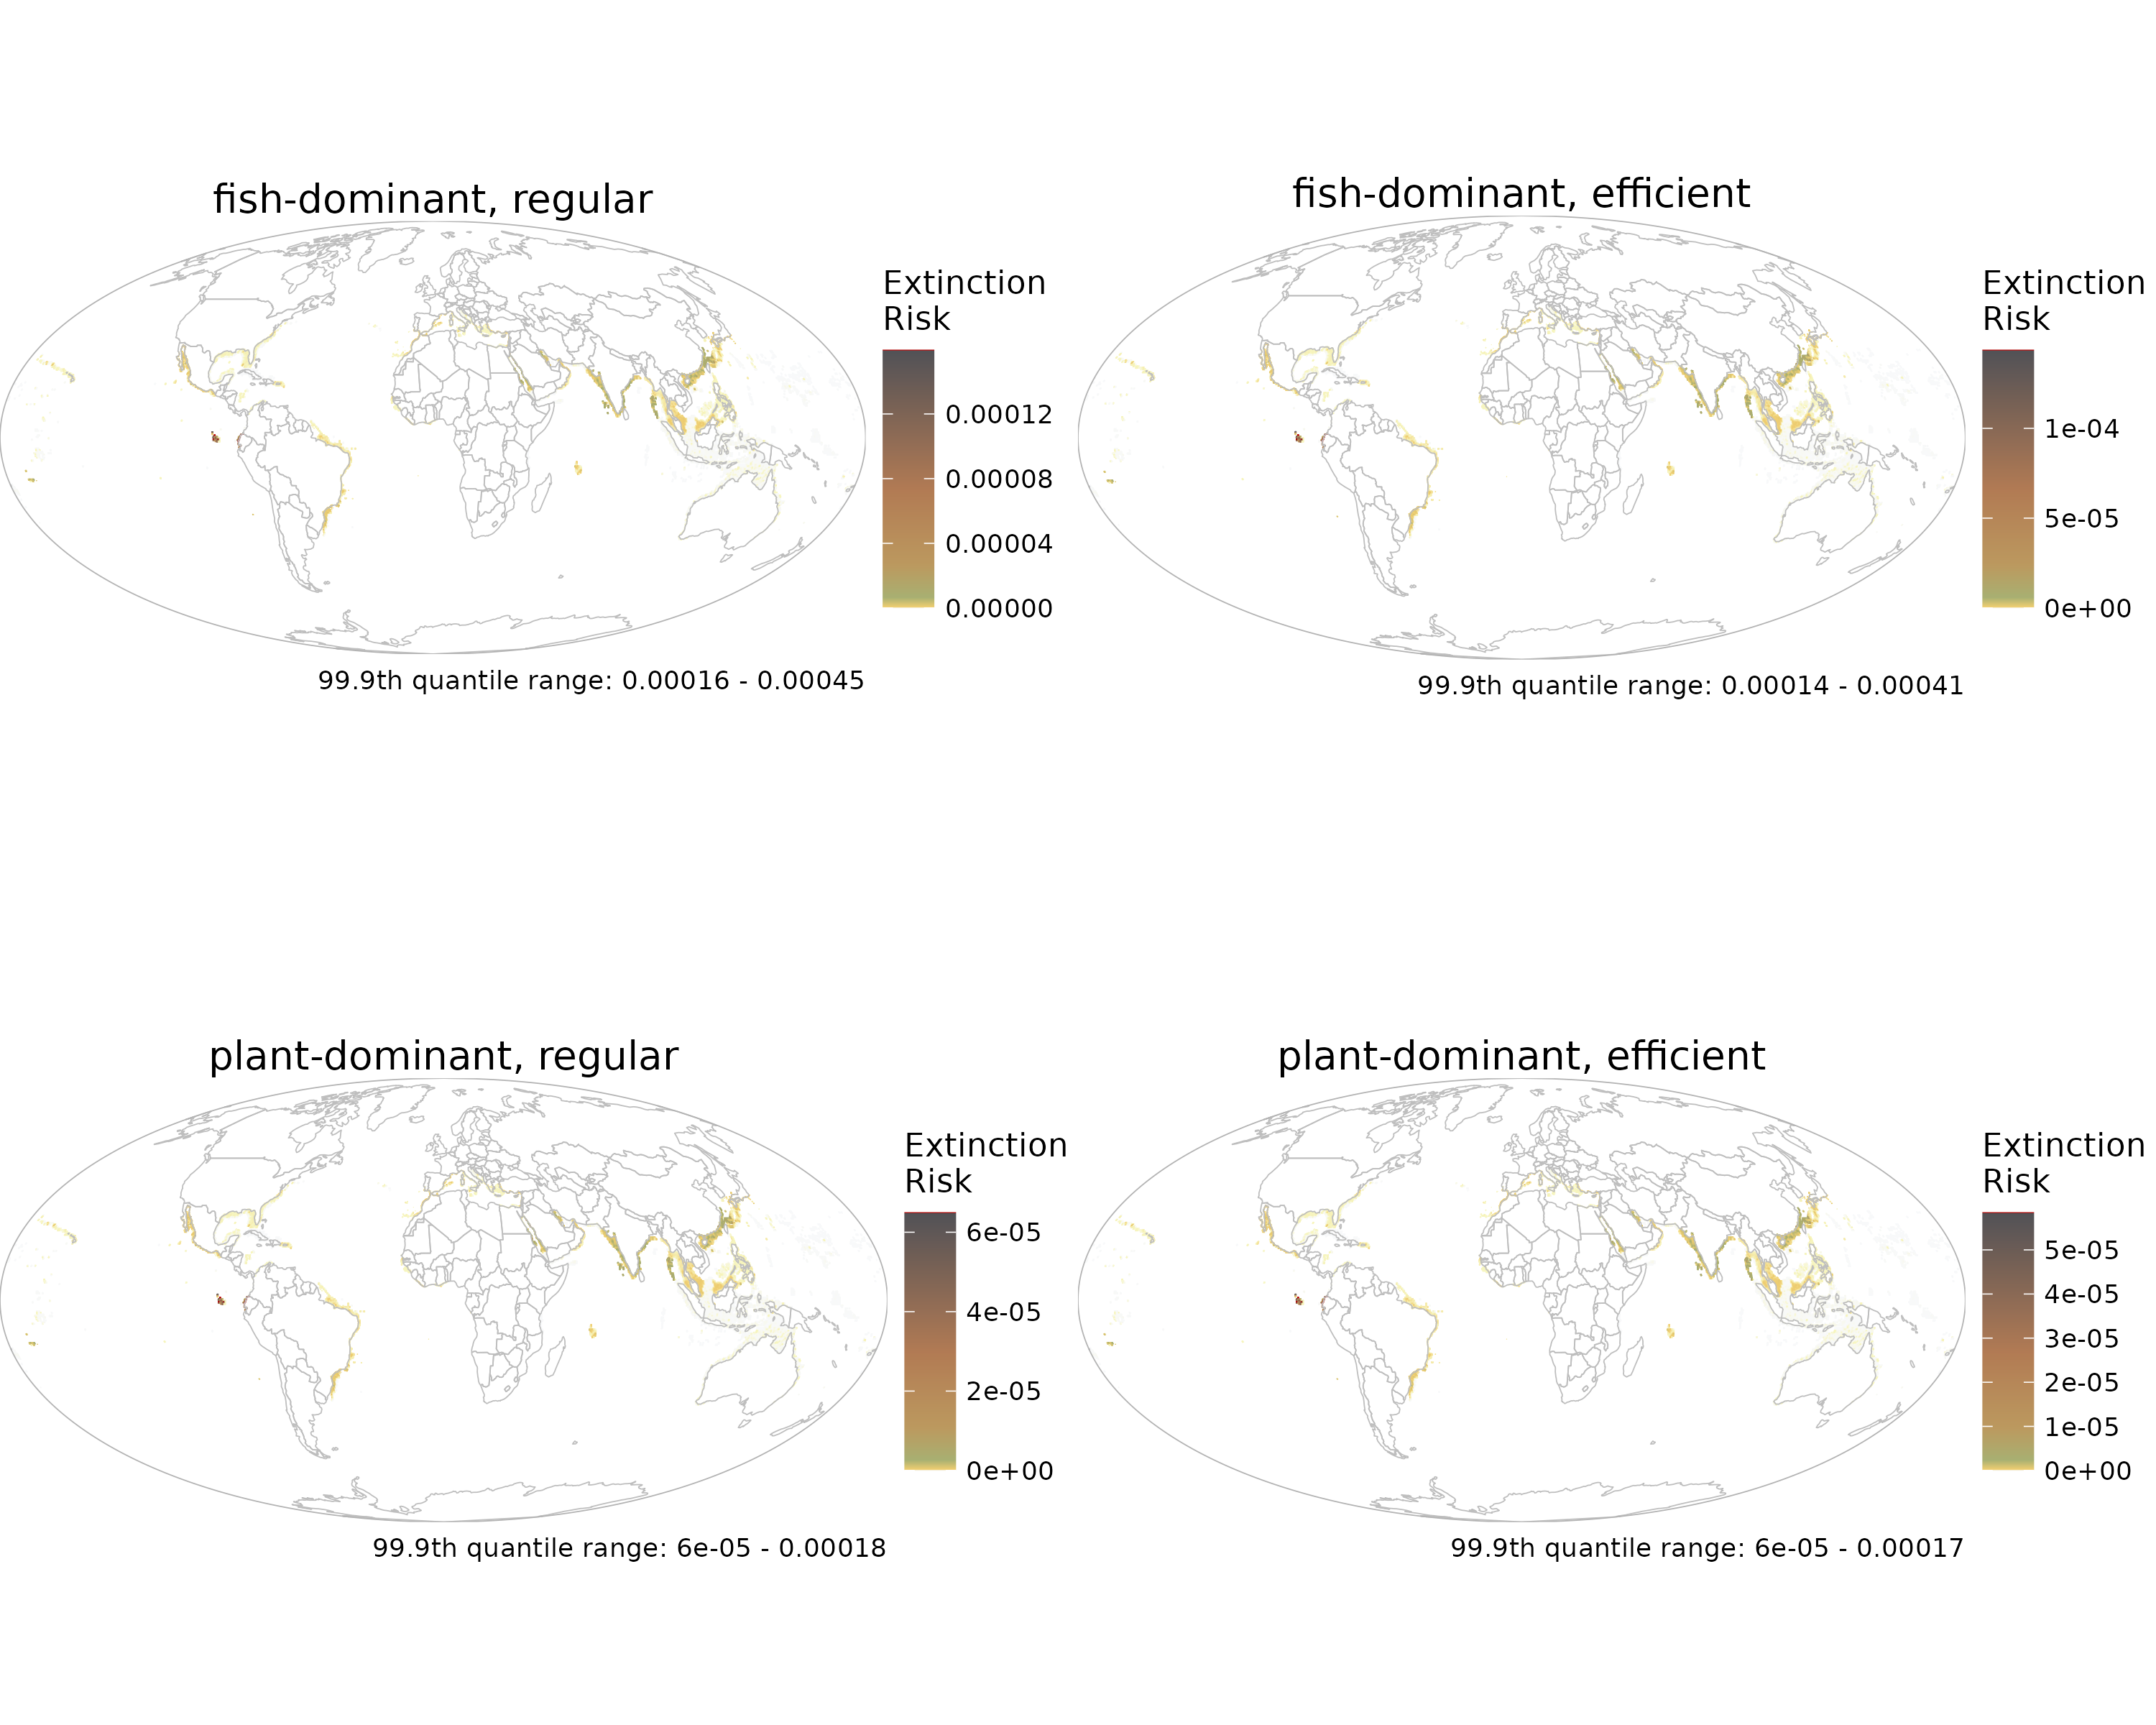 fish-dominant, regular
Extinction
Risk
0.00012
0.00008
0.00004
0.00000
99.9th quantile range: 0.00016 - 0.00045
fish-dominant, efficient
Extinction
Risk
1e-04
5e-05
0e+00
99.9th quantile range: 0.00014 - 0.00041
plant-dominant, regular
Extinction
Risk
6e-05
4e-05
2e-05
0e+00
99.9th quantile range: 6e-05 - 0.00018
plant-dominant, efficient
Extinction
Risk
5e-05
4e-05
3e-05
2e-05
1e-05
0e+00
99.9th quantile range: 6e-05 - 0.00017